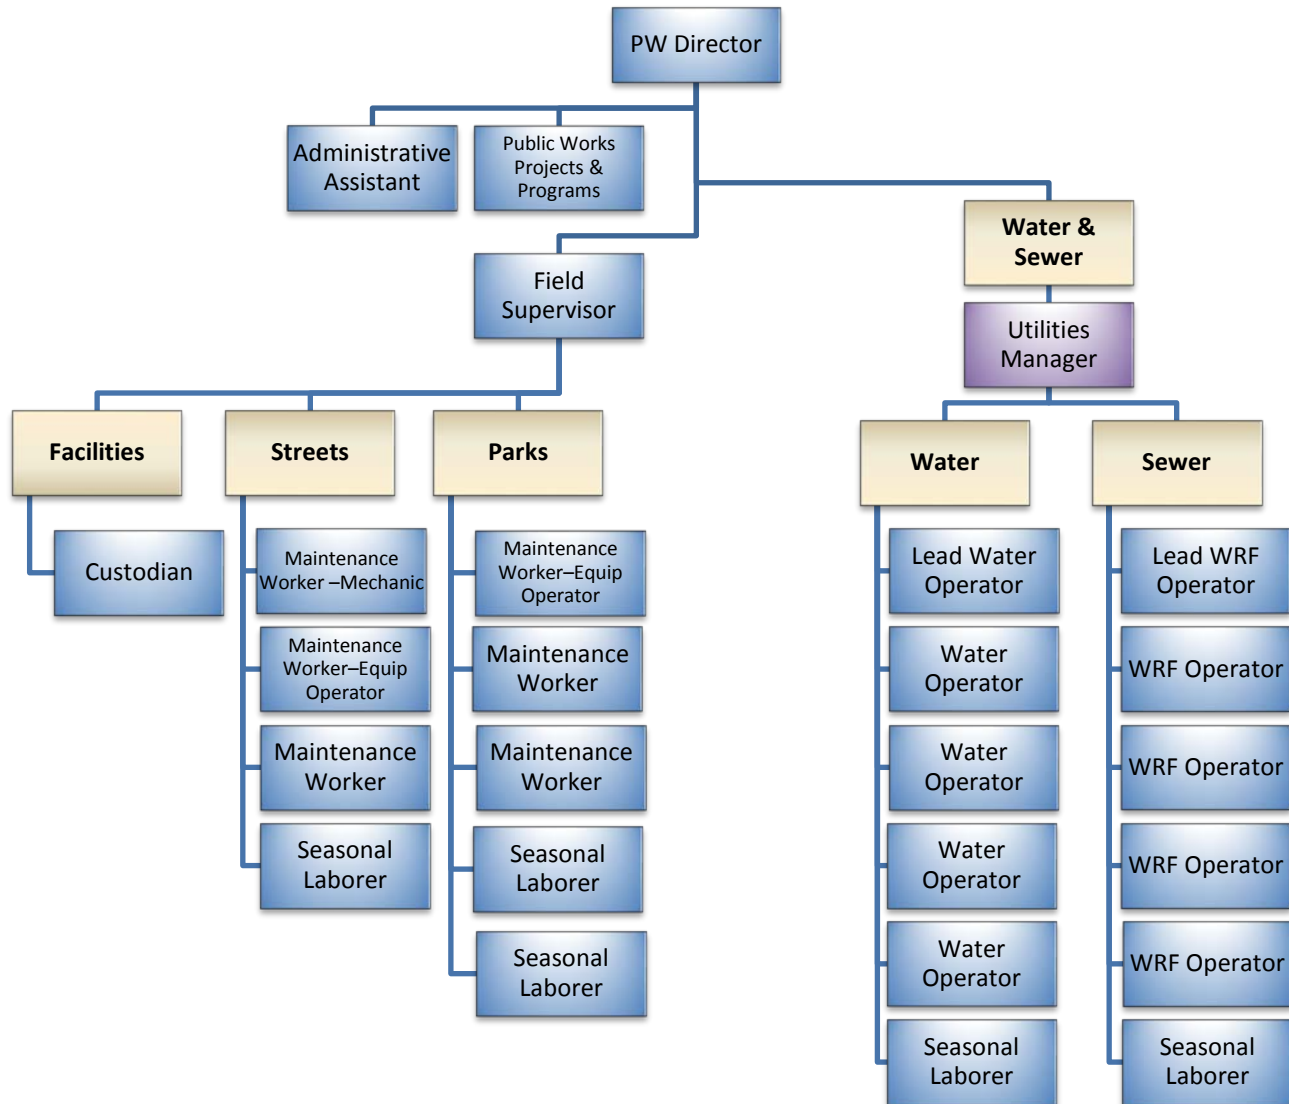 PW Director
Administrative
Assistant
Public Works
Projects &
Programs
Water &
Sewer
Field
Supervisor
Utilities
Manager
Facilities
Streets
Parks
Water
Sewer
Custodian
Maintenance
Worker –Mechanic
Maintenance
Worker–Equip
Operator
Maintenance
Worker
Seasonal
Laborer
Maintenance
Worker–Equip
Operator
Maintenance
Worker
Maintenance
Worker
Seasonal
Laborer
Seasonal
Laborer
Lead Water
Operator
Water
Operator
Water
Operator
Water
Operator
Water
Operator
Seasonal
Laborer
Lead WRF
Operator
WRF Operator
WRF Operator
WRF Operator
WRF Operator
Seasonal
Laborer